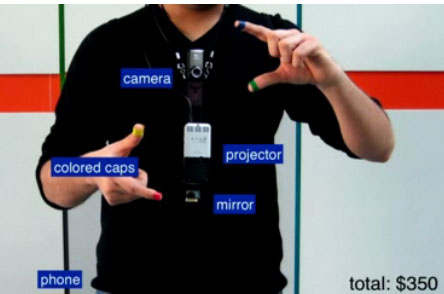 camera
projector
colored caps
mirror
phone
total: $350